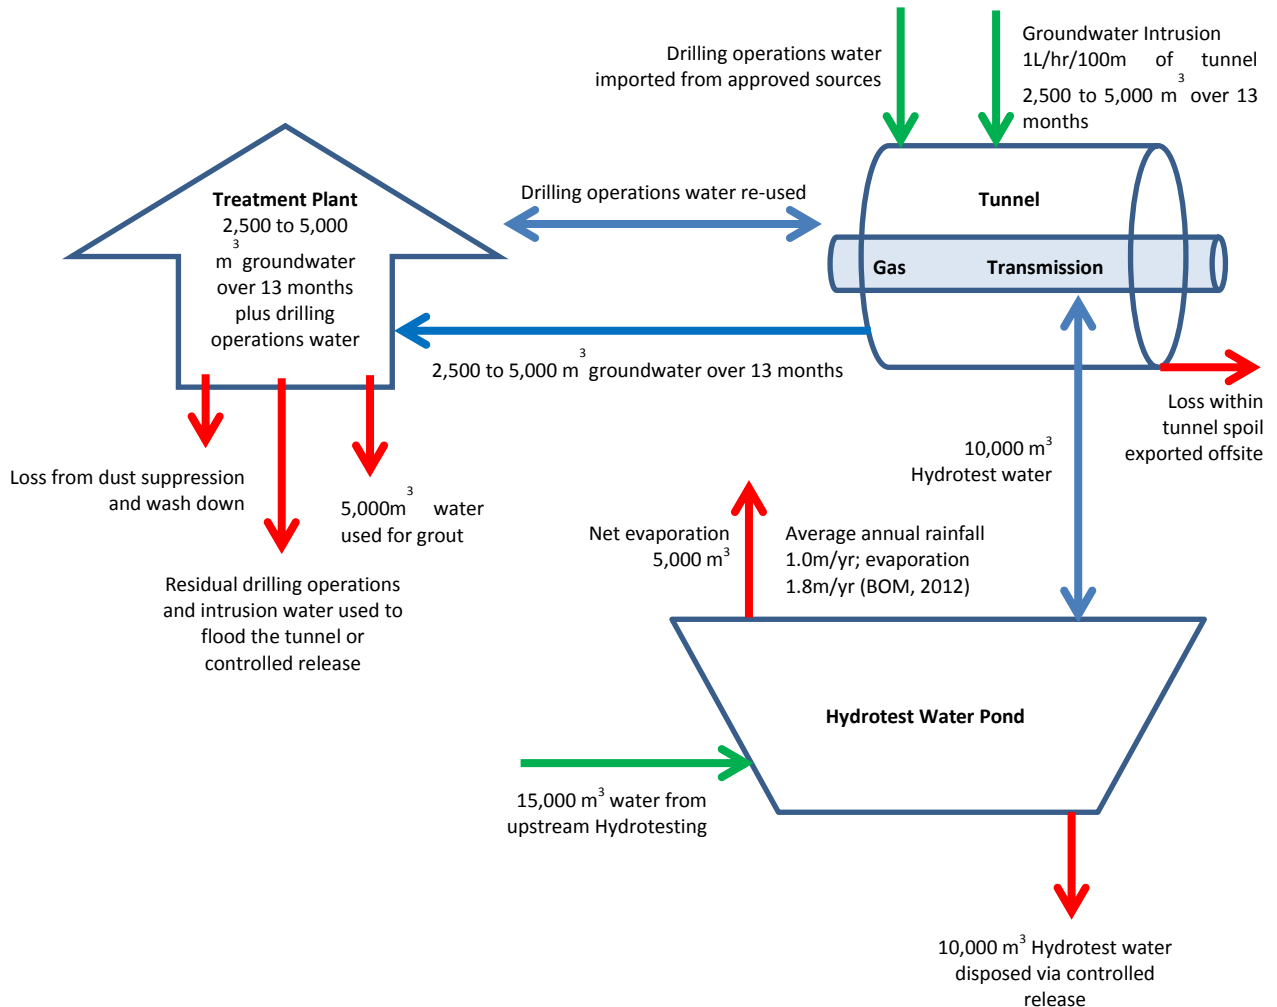 Drilling operations water
imported from approved sources
Groundwater Intrusion
1L/hr/100m of tunnel
2,500 to 5,000 m³ over 13
months
Treatment Plant
2,500 to 5,000
m³ groundwater
over 13 months
plus drilling
operations water
Drilling operations water re-used
Tunnel
Gas Transmission
2,500 to 5,000 m³ groundwater over 13 months
Loss within
tunnel spoil
exported offsite
Loss from dust suppression
and wash down
5,000m³ water
used for grout
Residual drilling operations
and intrusion water used to
flood the tunnel or
controlled release
10,000 m³
Hydrotest water
Net evaporation
5,000 m³
Average annual rainfall
1.0m/yr; evaporation
1.8m/yr (BOM, 2012)
Hydrotest Water Pond
15,000 m³ water from
upstream Hydrotesting
10,000 m³ Hydrotest water
disposed via controlled
release